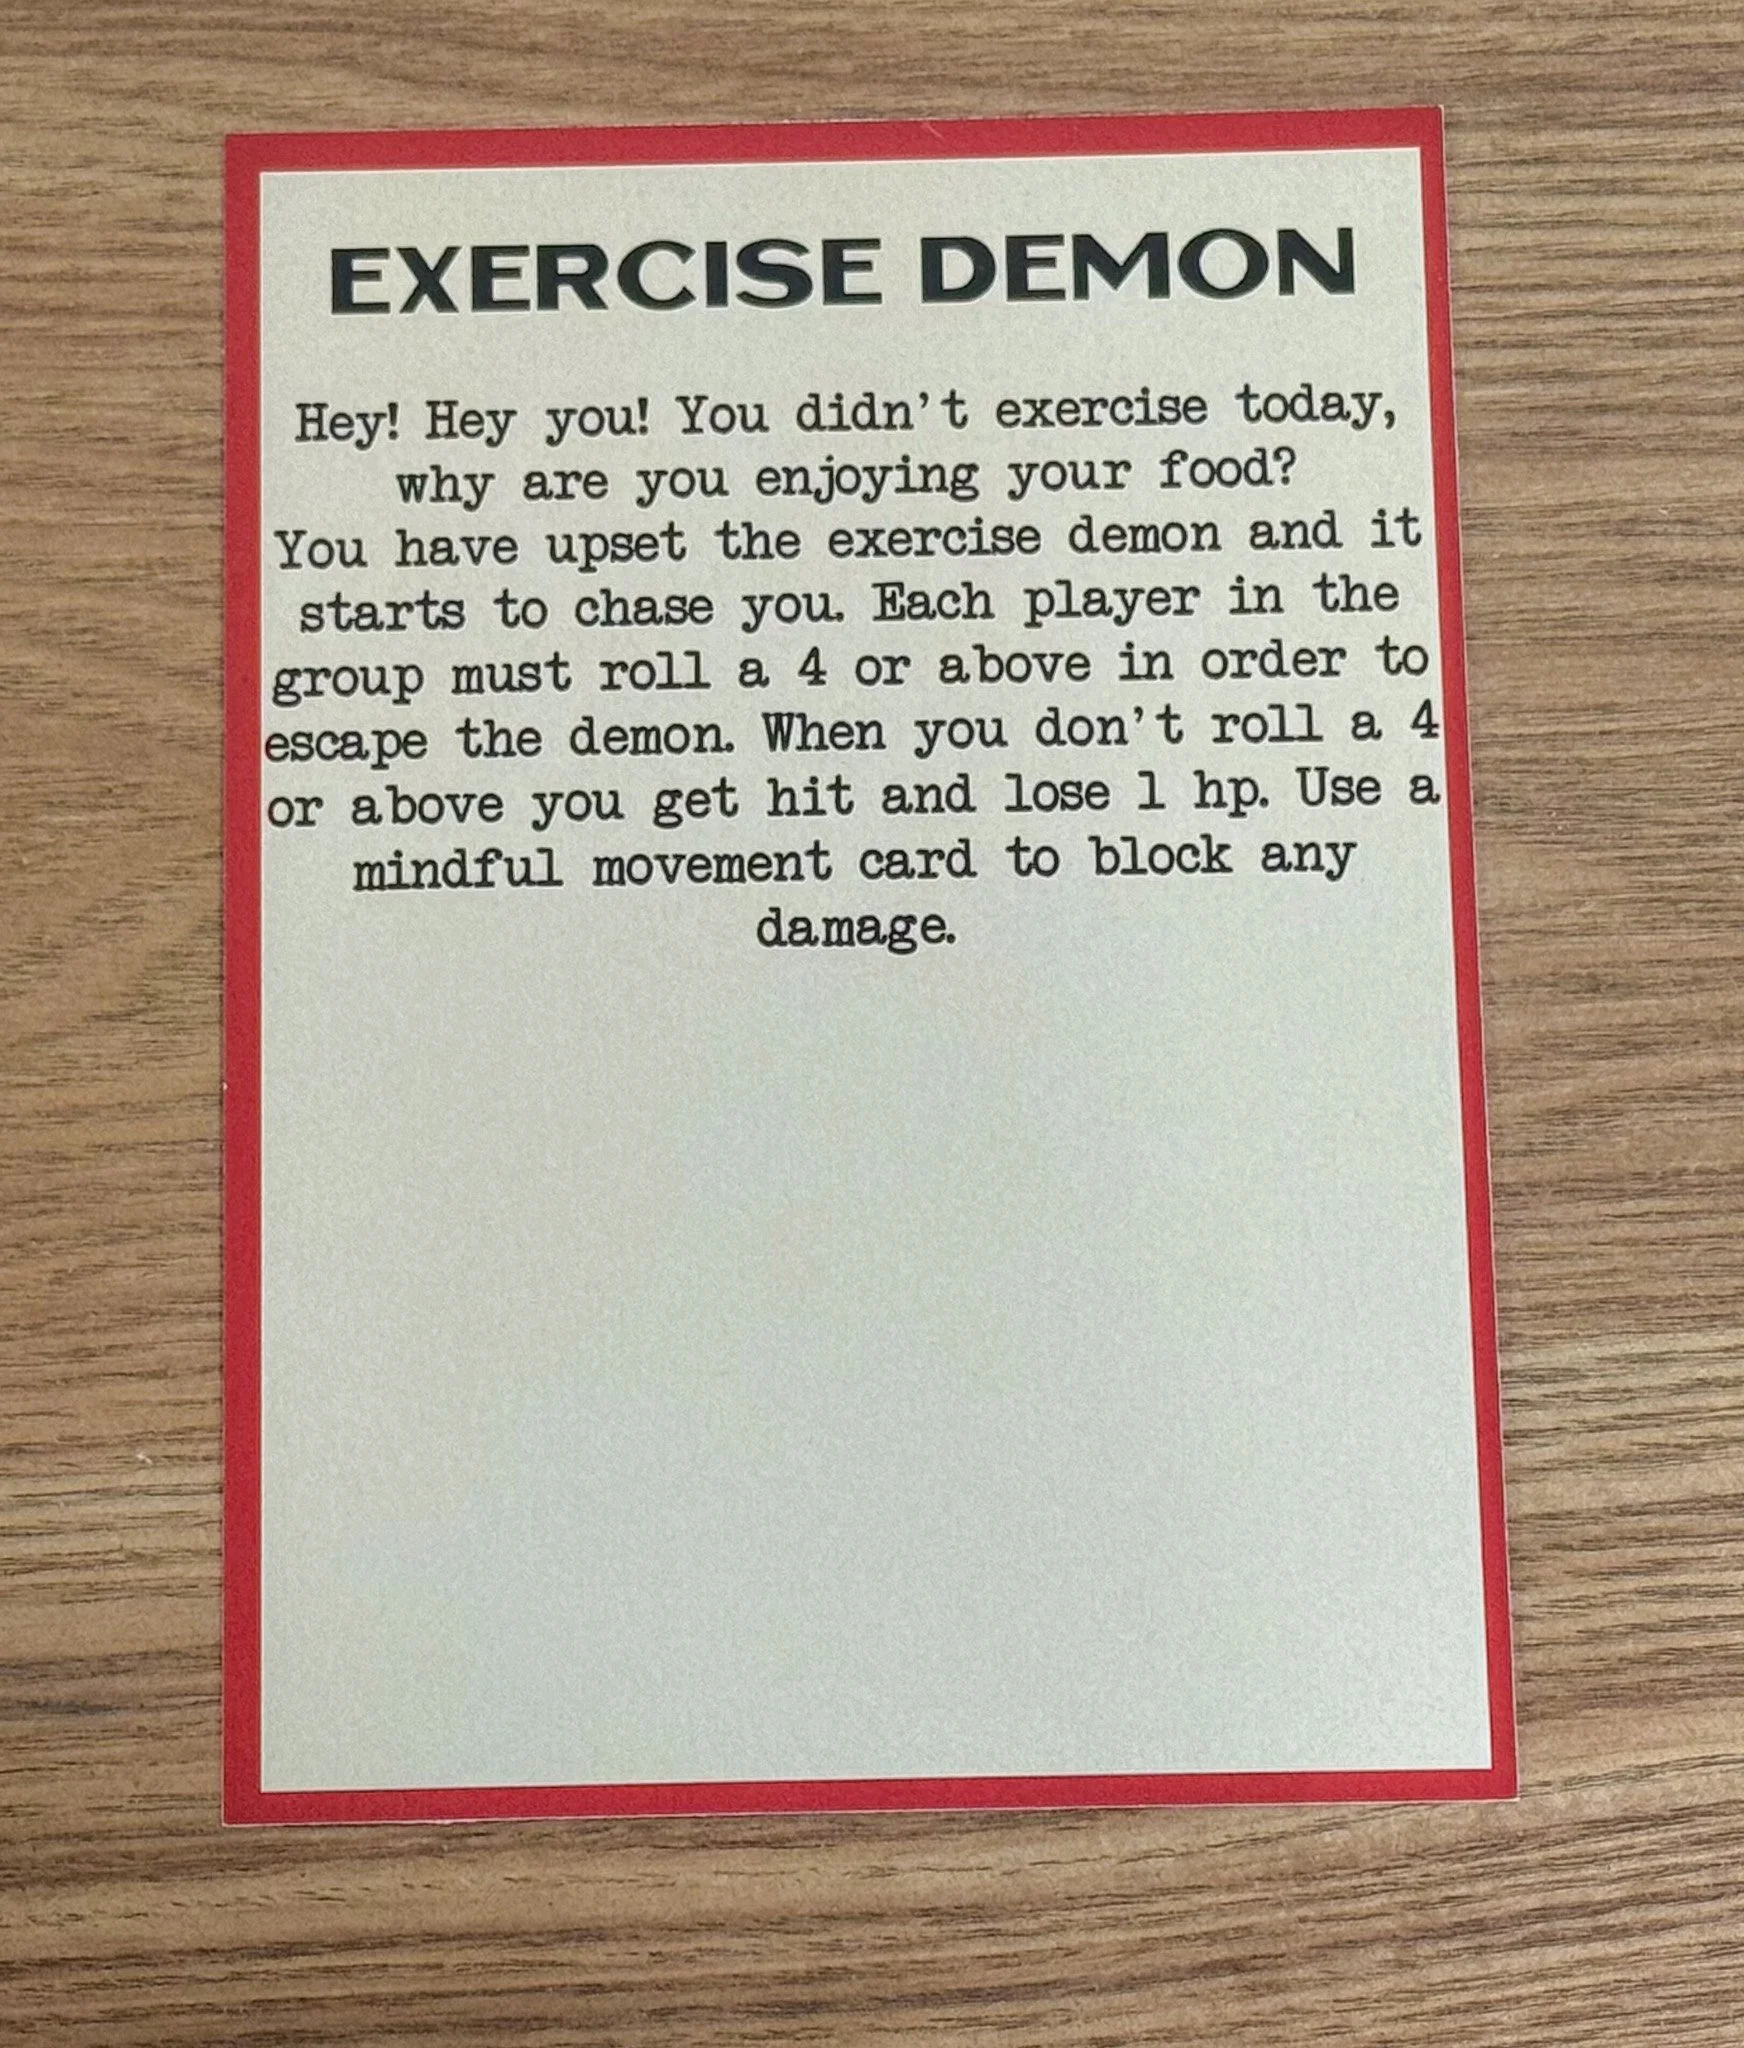 EXERCISE DEMON
Hey! Hey you! You didn't exercise today,
why are you enjoying your food?
You have upset the exercise demon and it
starts to chase you. Each player in the
group must roll a 4 or above in order to
escape the demon. When you don't roll a 4
or above you get hit and lose 1 hp. Use a
mindful movement card to block any
damage.